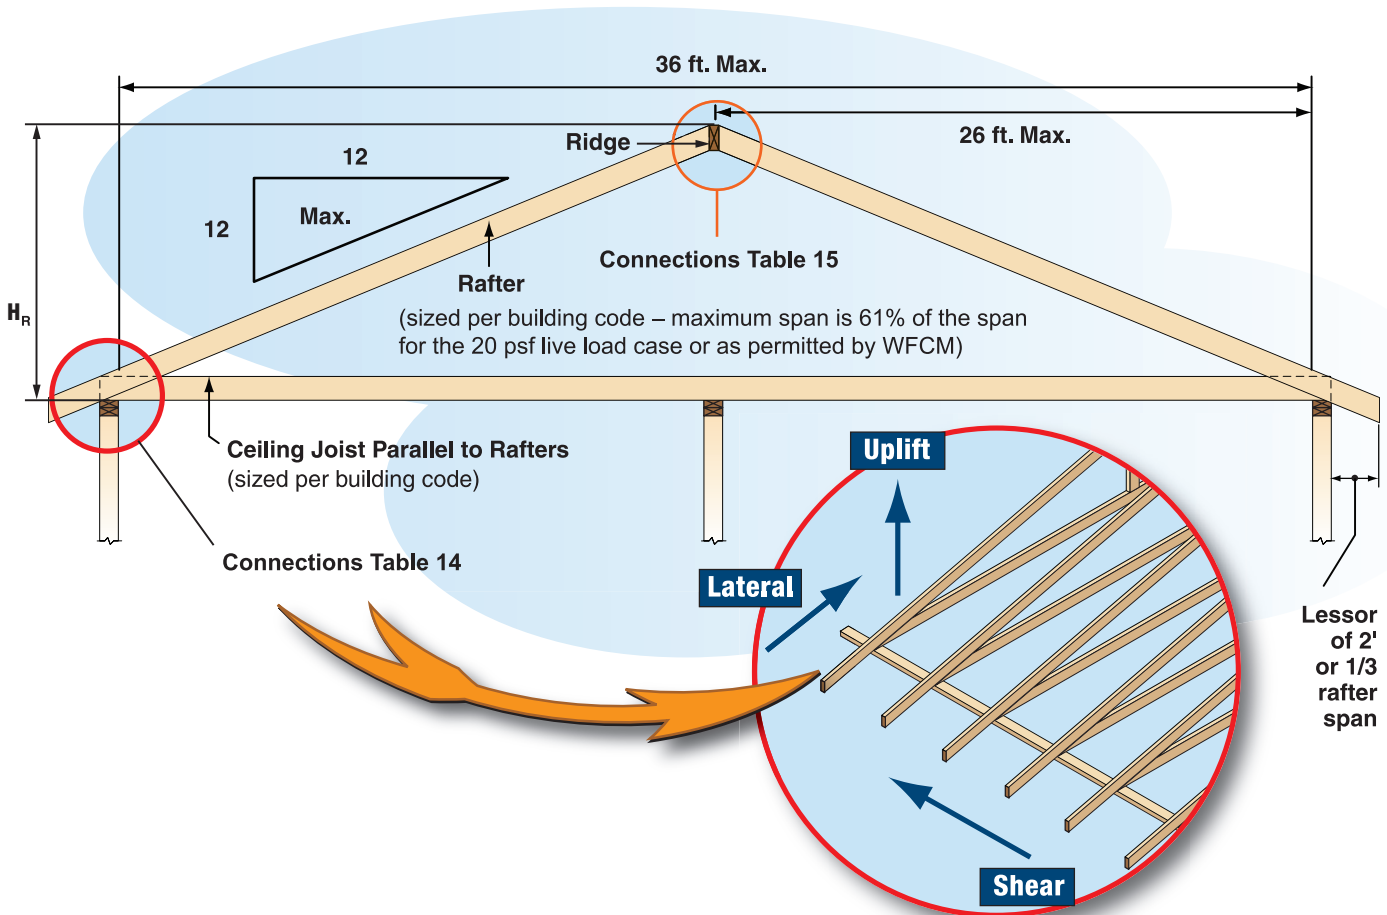 36 ft. Max.
26 ft. Max.
Ridge
12
12
Max.
Connections Table 15
Rafter
(sized per building code – maximum span is 61% of the span
for the 20 psf live load case or as permitted by WFCM)
HR
Ceiling Joist Parallel to Rafters
(sized per building code)
Connections Table 14
Uplift
Lateral
Shear
Lessor
of 2'
or 1/3
rafter
span